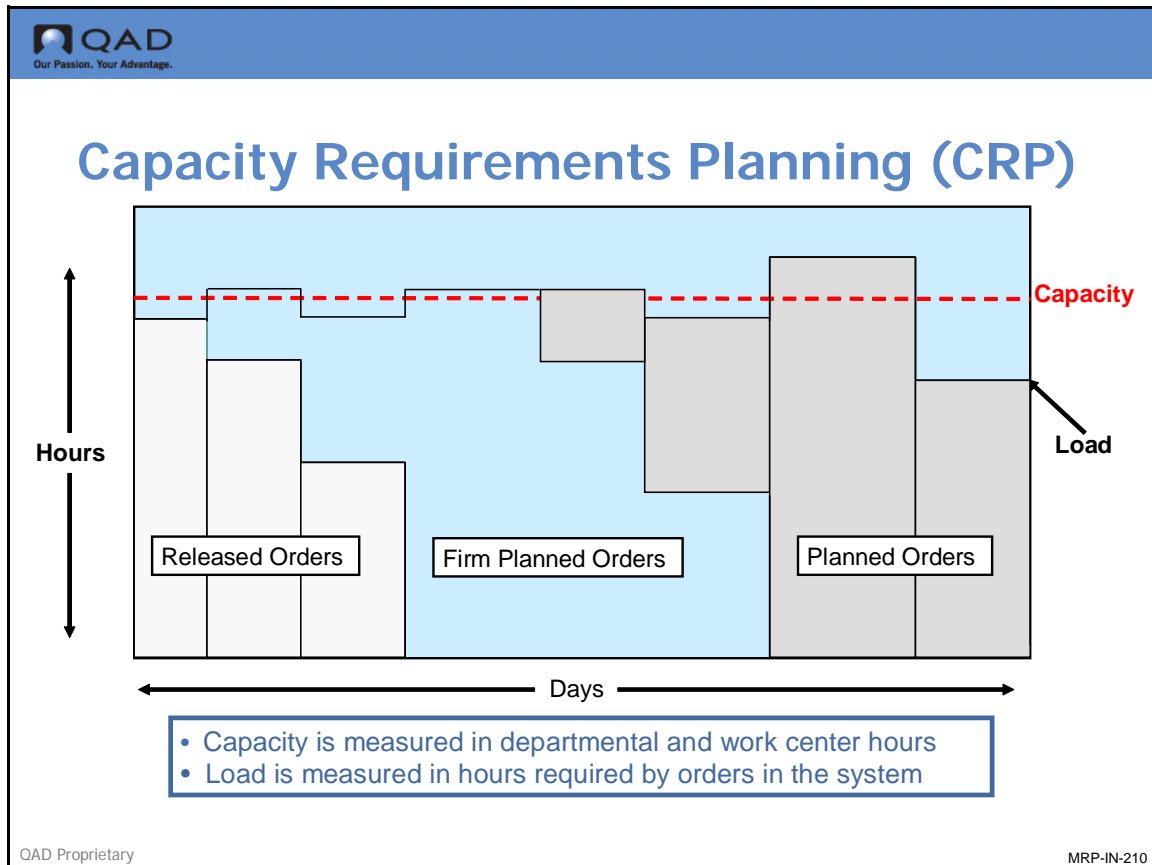 QAD
Our Passion. Your Advantage.
Capacity Requirements Planning (CRP)
Capacity
Load
Hours
Released Orders
Firm Planned Orders
Planned Orders
Days
• Capacity is measured in departmental and work center hours
• Load is measured in hours required by orders in the system
QAD Proprietary
MRP-IN-210